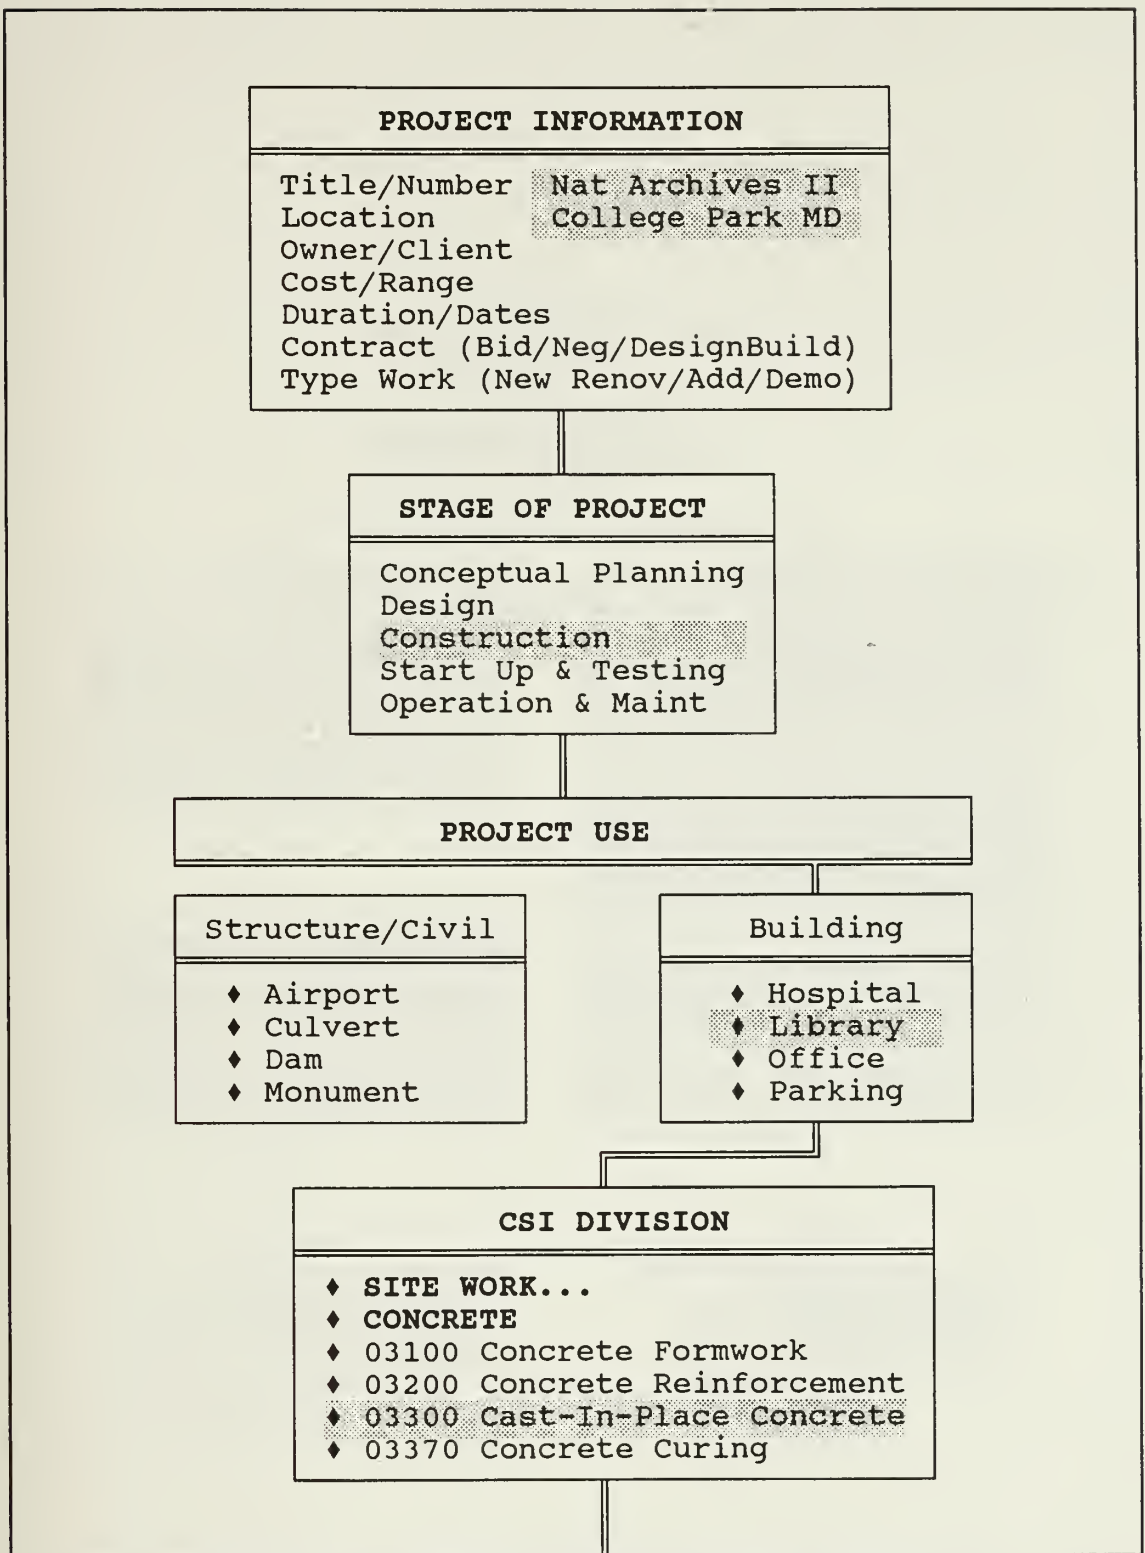 PROJECT INFORMATION
Title/Number Nat Archives II
Location College Park MD
Owner/Client
Cost/Range
Duration/Dates
Contract (Bid/Neg/DesignBuild)
Type Work (New Renov/Add/Demo)
STAGE OF PROJECT
Conceptual Planning
Design
Construction
Start Up & Testing
Operation & Maint
PROJECT USE
Structure/Civil
♦ Airport
♦ Culvert
♦ Dam
♦ Monument
Building
♦ Hospital
♦ Library
♦ Office
♦ Parking
CSI DIVISION
♦ SITE WORK...
♦ CONCRETE
♦ 03100 Concrete Formwork
♦ 03200 Concrete Reinforcement
♦ 03300 Cast-In-Place Concrete
♦ 03370 Concrete Curing